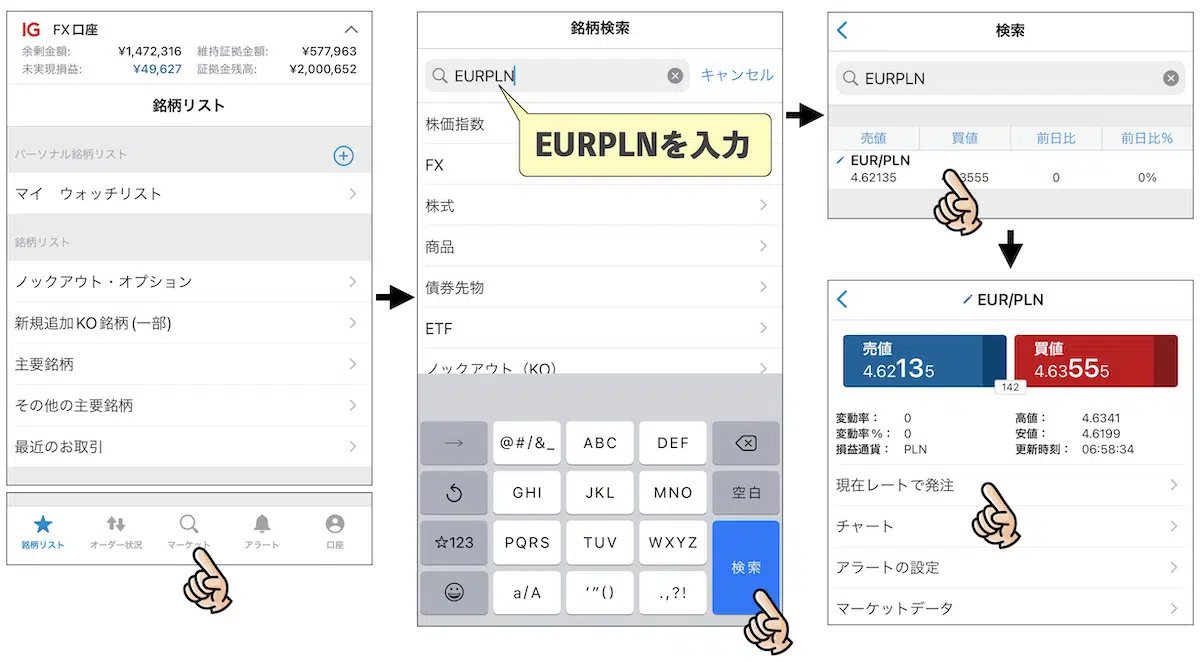 IG FX口座
余剰金額: ¥1,472,316 維持証拠金額: ¥577,963
未実現損益: ¥49,627 証拠金残高: ¥2,000,652
銘柄リスト
パーソナル銘柄リスト
マイ ウォッチリスト
銘柄リスト
ノックアウト・オプション
新規追加KO銘柄(一部)
主要銘柄
その他の主要銘柄
最近のお取引
銘柄リスト オーダー状況 マーケット アラート 口座
銘柄検索
EURPLN キャンセル
EURPLNを入力
株価指数
FX
株式
商品
債券先物
ETF
ノックアウト（KO）
→ @#/&_ ABC DEF
GHI JKL MNO 空白
☆123 PQRS TUV WXYZ
検索
a/A ‘”() .,?!
検索
EURPLN
売値 買値 前日比 前日比%
EUR/PLN
4.62135 3555 0 0%
EUR/PLN
売値 買値
4.62135 4.63555
142
変動率： 0 高値： 4.6341
変動率％： 0 安値： 4.6199
損益通貨： PLN 更新時刻： 06:58:34
現在レートで発注
チャート
アラートの設定
マーケットデータ